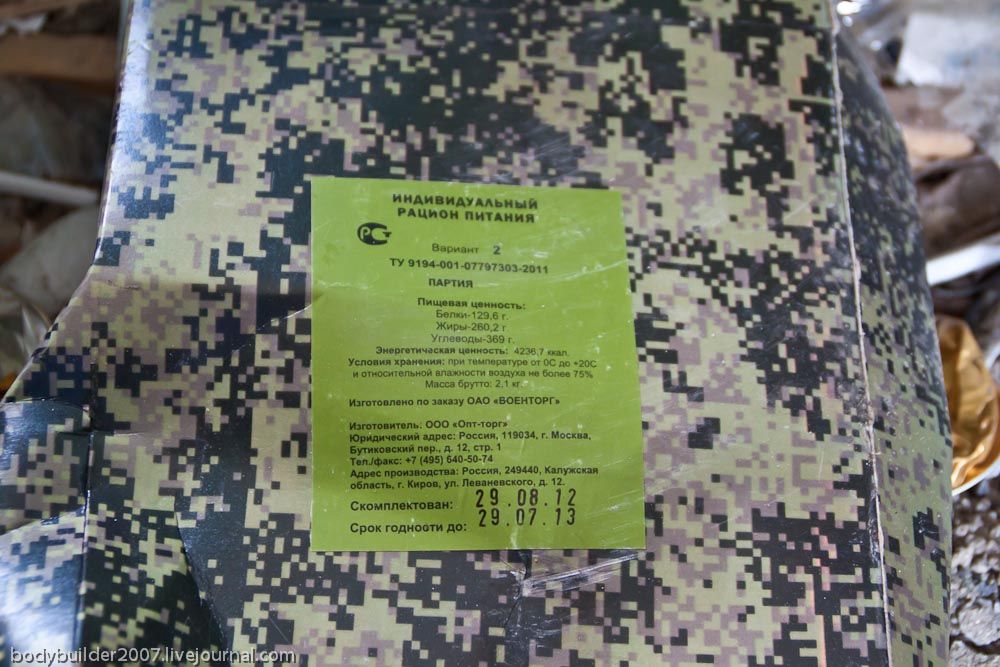 ИНДИВИДУАЛЬНЫЙ
РАЦИОН ПИТАНИЯ
РСТ
Вариант 2
ТУ 9194-001-07797303-2011
ПАРТИЯ
Пищевая ценность:
Белки-129,6 г.
Жиры-260,2 г
Углеводы-369 г.
Энергетическая ценность: 4236,7 ккал.
Условия хранения: при температуре от 0С до +20С
и относительной влажности воздуха не более 75%
Масса брутто: 2,1 кг.
Изготовлено по заказу ОАО «ВОЕНТОРГ»
Изготовитель: ООО «Опт-торг»
Юридический адрес: Россия, 119034, г. Москва,
Бутиковский пер., д. 12, стр. 1
Тел./факс: +7 (495) 640-50-74
Адрес производства: Россия, 249440, Калужская
область, г. Киров, ул. Леваневского, д. 12.
Скомплектован: 29.08.12
Срок годности до: 29.07.13
bodybuilder2007.livejournal.com